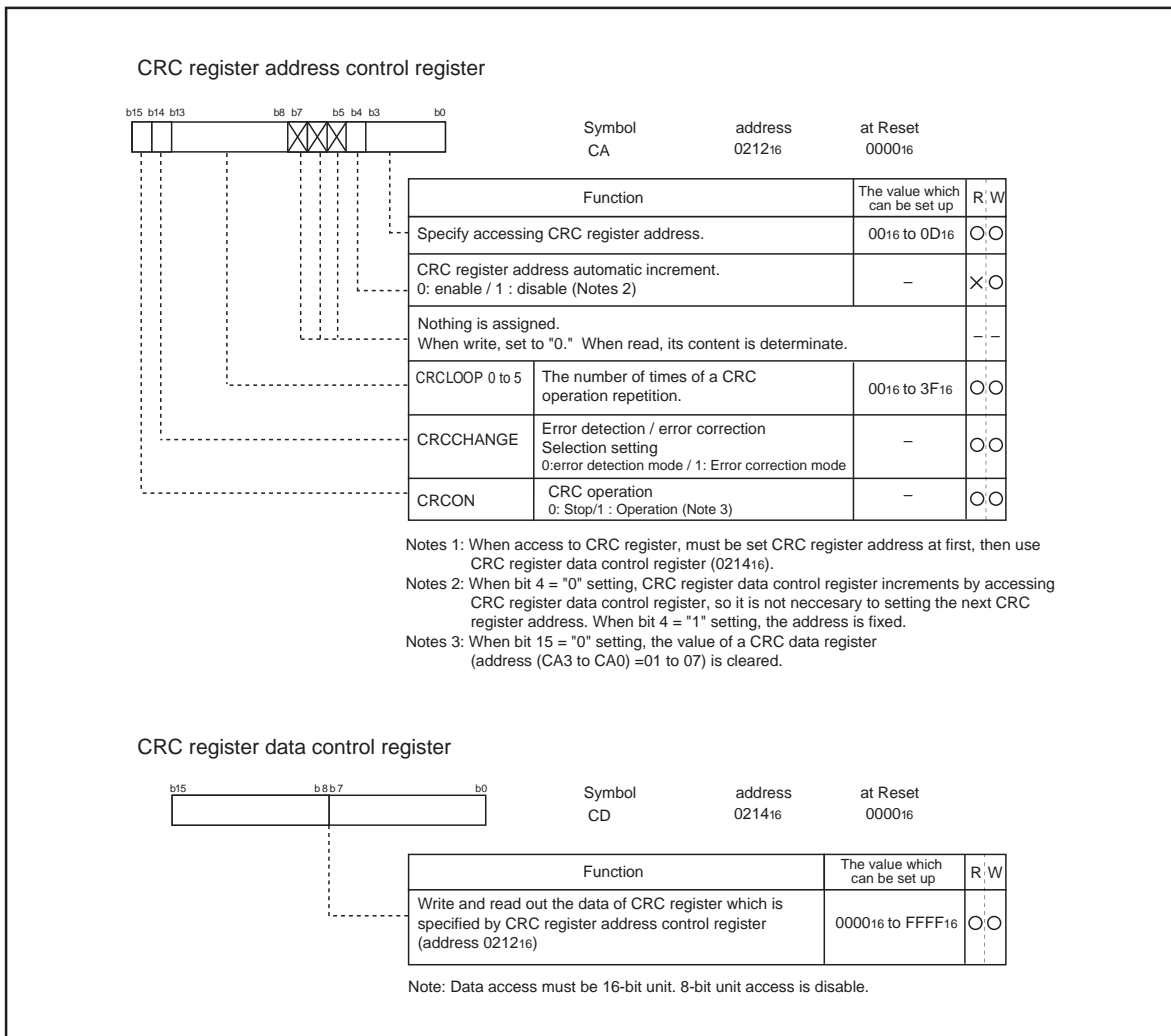 CRC register address control register
b15 b14 b13 b8 b7 b5 b4 b3 b0
Symbol address at Reset
CA 021216 000016
Function The value which can be set up R W
Specify accessing CRC register address. 0016 to 0D16
CRC register address automatic increment.
0: enable / 1 : disable (Notes 2) –
Nothing is assigned.
When write, set to "0." When read, its content is determinate. – –
CRCLOOP 0 to 5 The number of times of a CRC
operation repetition. 0016 to 3F16
CRCCHANGE Error detection / error correction
Selection setting –
0:error detection mode / 1: Error correction mode
CRCON CRC operation –
0: Stop/1 : Operation (Note 3)
Notes 1: When access to CRC register, must be set CRC register address at first, then use
CRC register data control register (021416).
Notes 2: When bit 4 = "0" setting, CRC register data control register increments by accessing
CRC register data control register, so it is not neccesary to setting the next CRC
register address. When bit 4 = "1" setting, the address is fixed.
Notes 3: When bit 15 = "0" setting, the value of a CRC data register
(address (CA3 to CA0) =01 to 07) is cleared.
CRC register data control register
b15 b8 b7 b0
Symbol address at Reset
CD 021416 000016
Function The value which can be set up R W
Write and read out the data of CRC register which is
specified by CRC register address control register 000016 to FFFF16
(address 021216)
Note: Data access must be 16-bit unit. 8-bit unit access is disable.